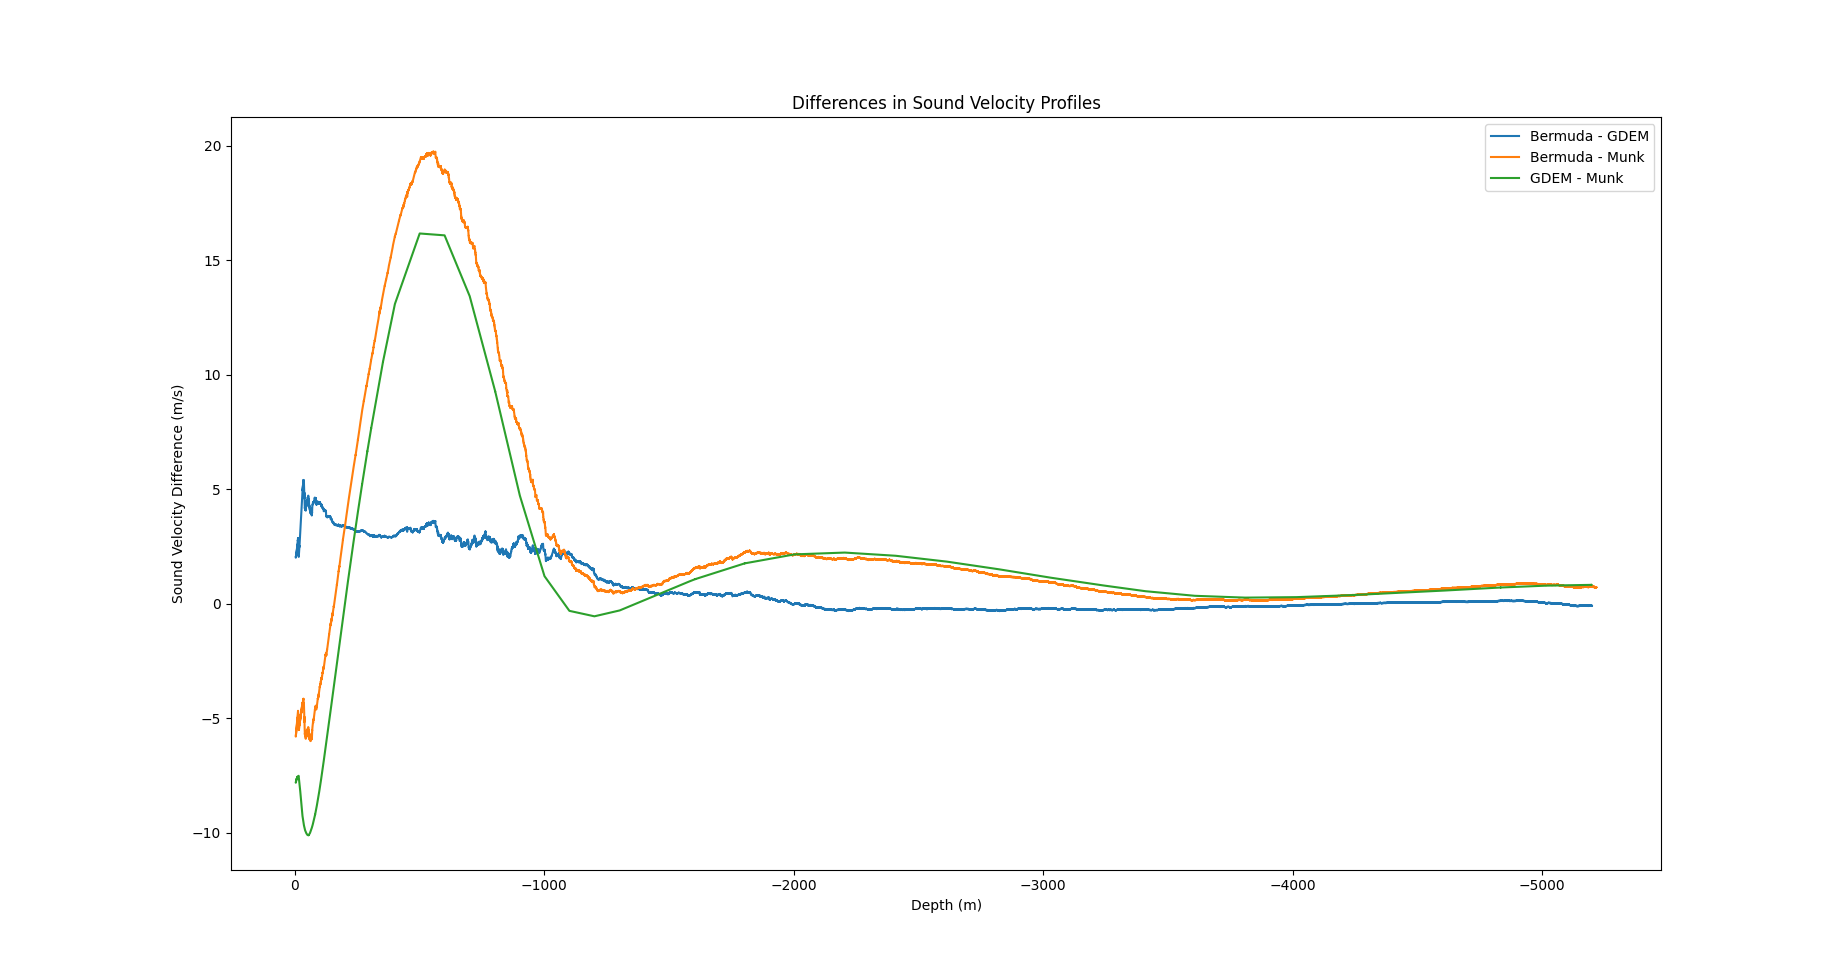 Differences in Sound Velocity Profiles
Bermuda - GDEM
Bermuda - Munk
GDEM - Munk
Sound Velocity Difference (m/s)
20
15
10
5
0
−5
−10
0
−1000
−2000
−3000
−4000
−5000
Depth (m)